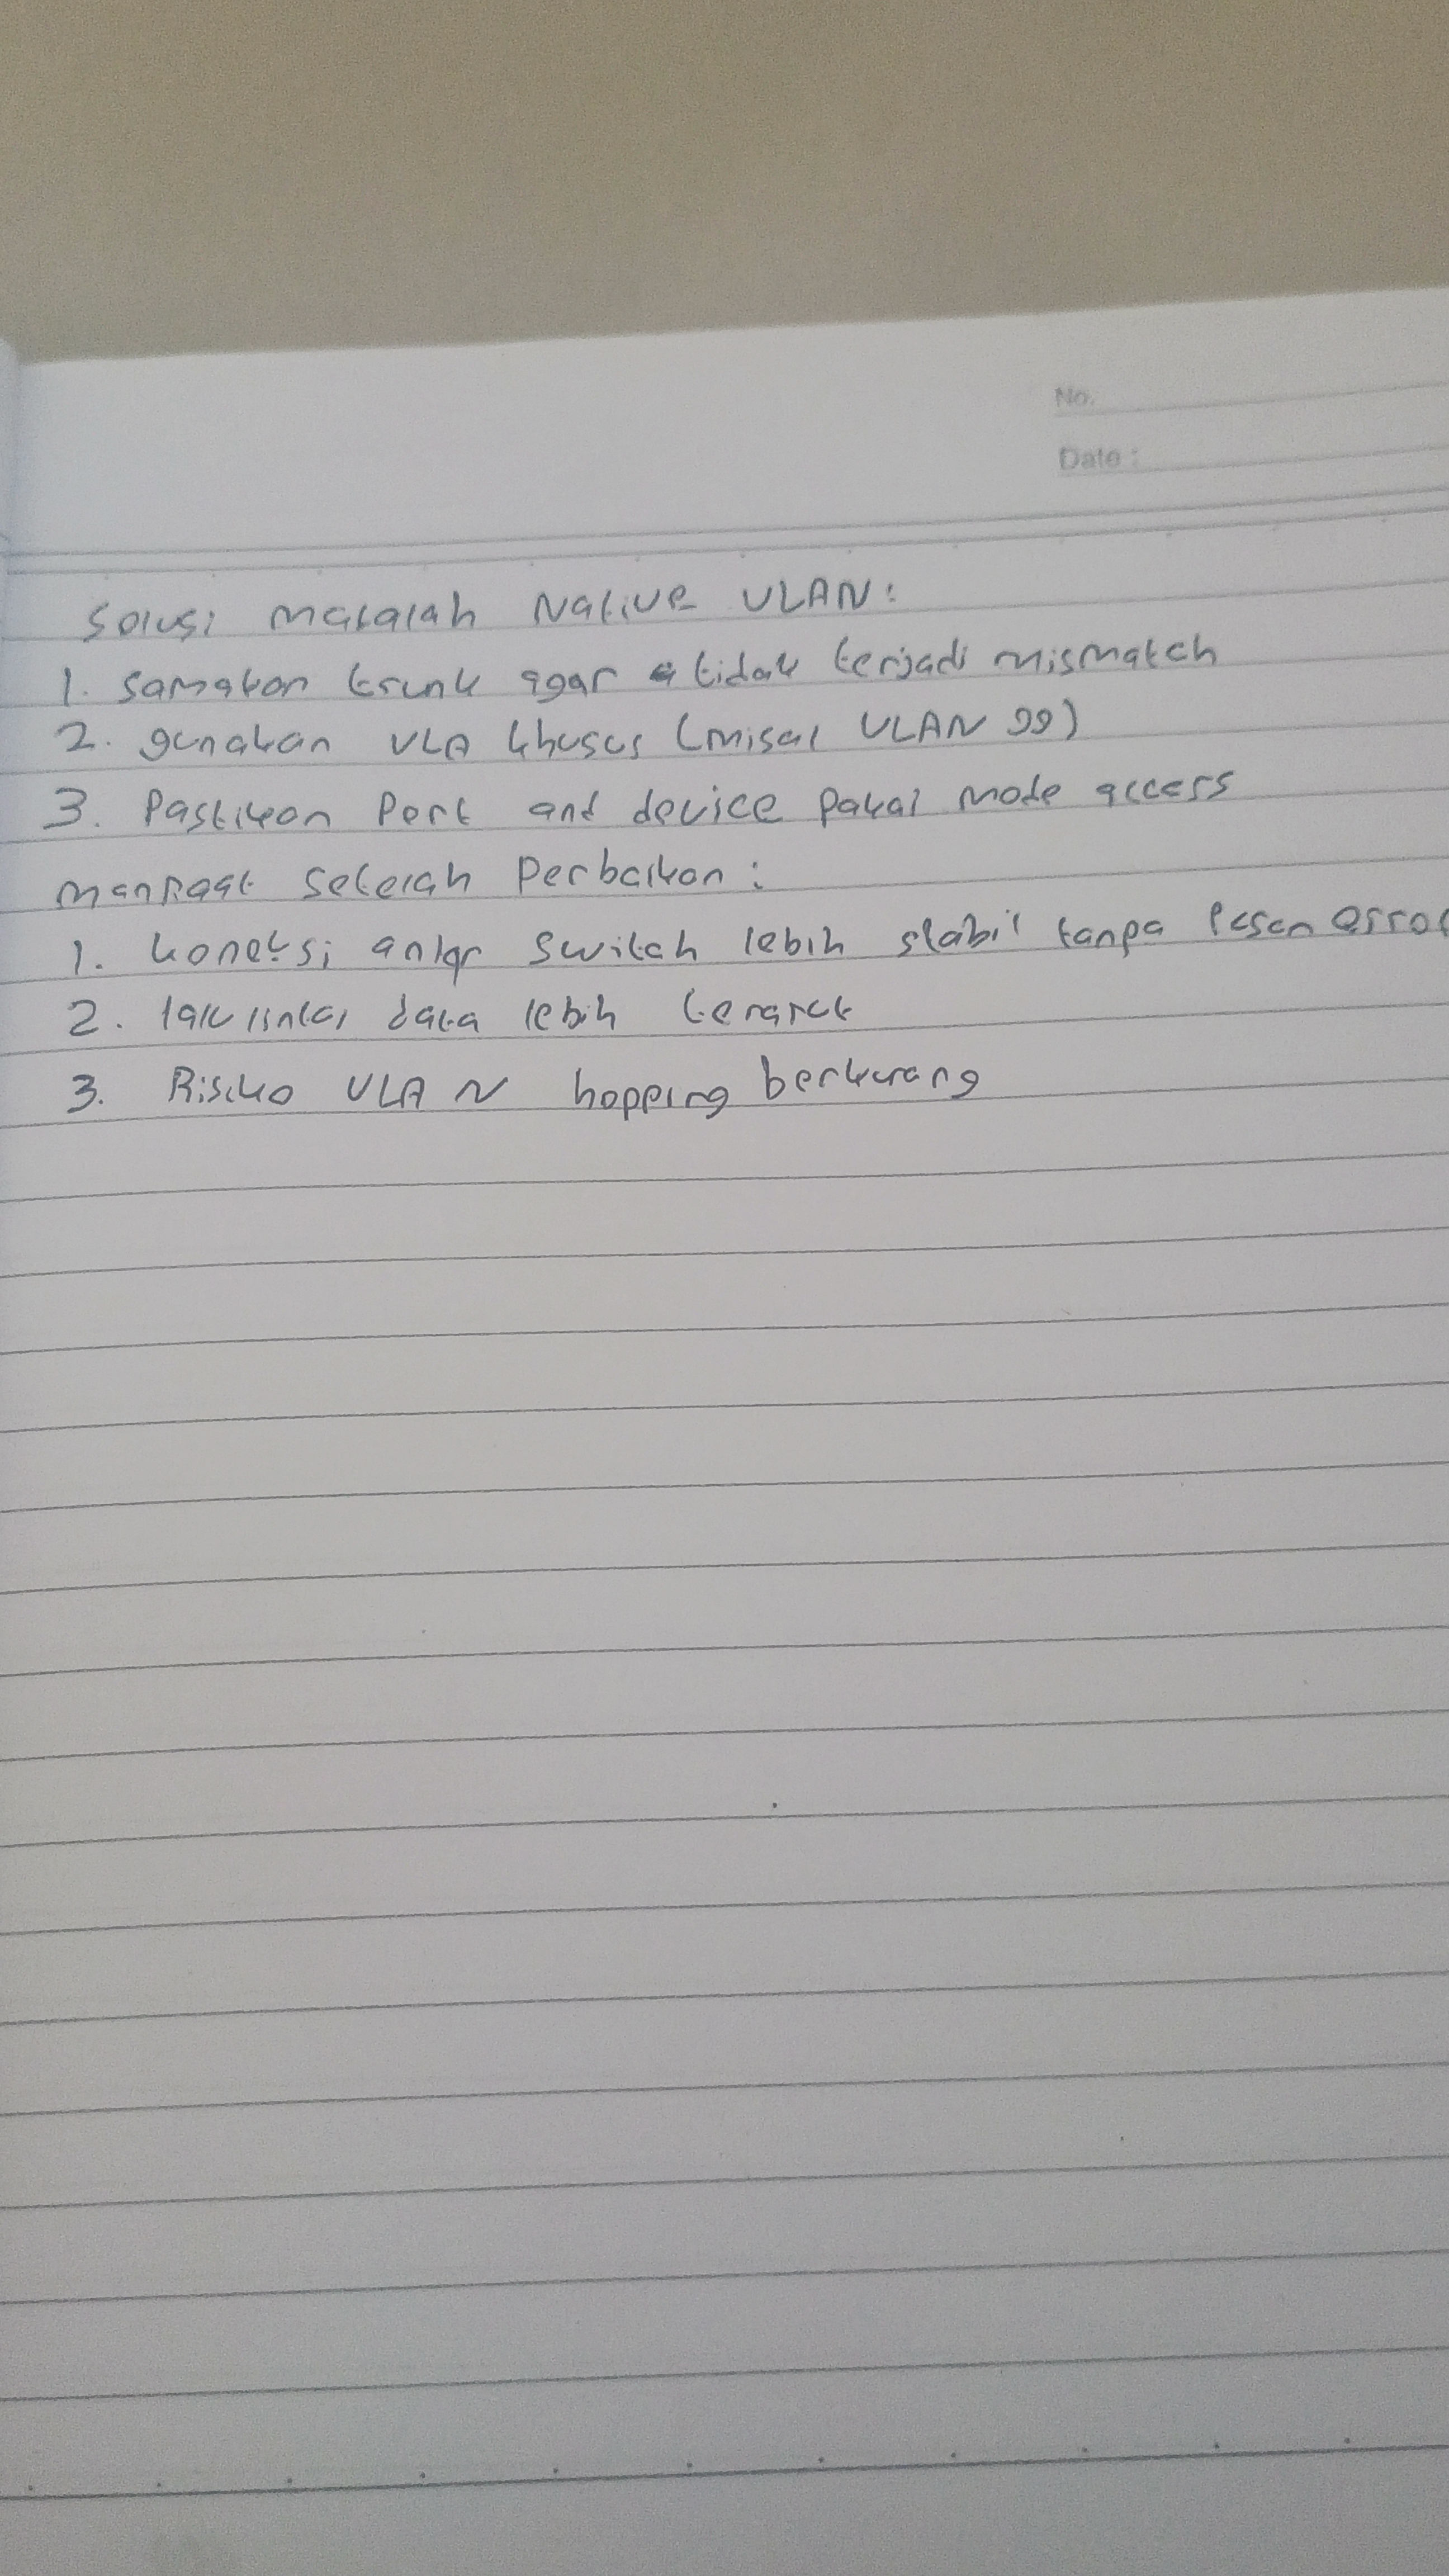 No.
Date :
Solusi masalah Native VLAN:
1. samakan trunk agar tidak terjadi mismatch
2. gunakan VLA khusus (misal VLAN 99)
3. Pastikan Port and device pakai mode access
manfaat setelah Perbaikan :
1. koneksi antar switch lebih stabil tanpa pesan error
2. lalu lintas data lebih terarah
3. Risiko VLAN hopping berkurang